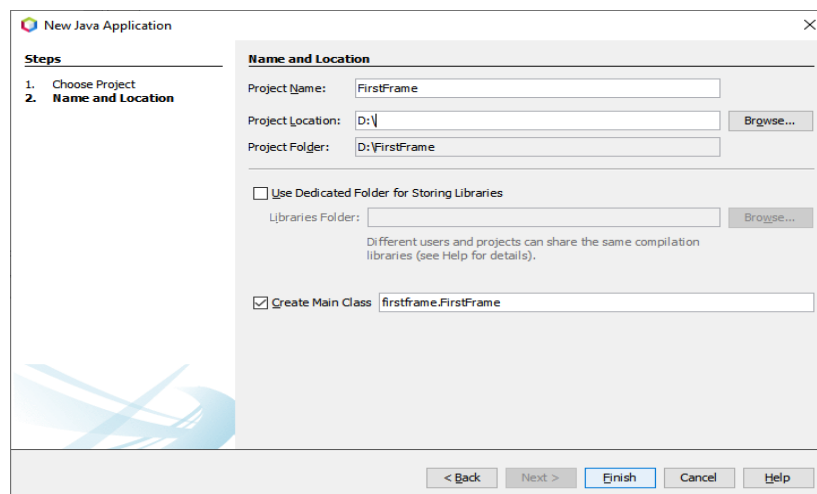 New Java Application
Steps
1. Choose Project
2. Name and Location
Name and Location
Project Name: FirstFrame
Project Location: D:\ Browse...
Project Folder: D:\FirstFrame
Use Dedicated Folder for Storing Libraries
Libraries Folder: Browse...
Different users and projects can share the same compilation
libraries (see Help for details).
Create Main Class firstframe.FirstFrame
< Back Next > Finish Cancel Help